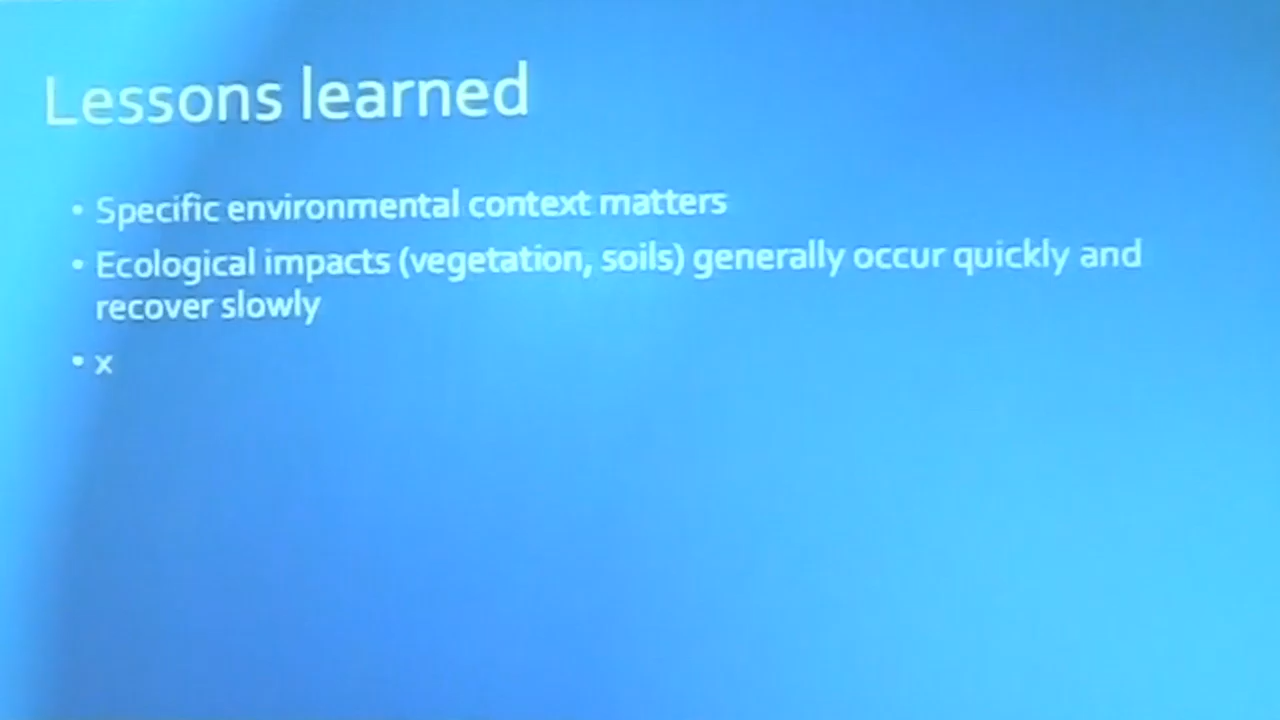 Lessons learned
• Specific environmental context matters
• Ecological impacts (vegetation, soils) generally occur quickly and
recover slowly
• x